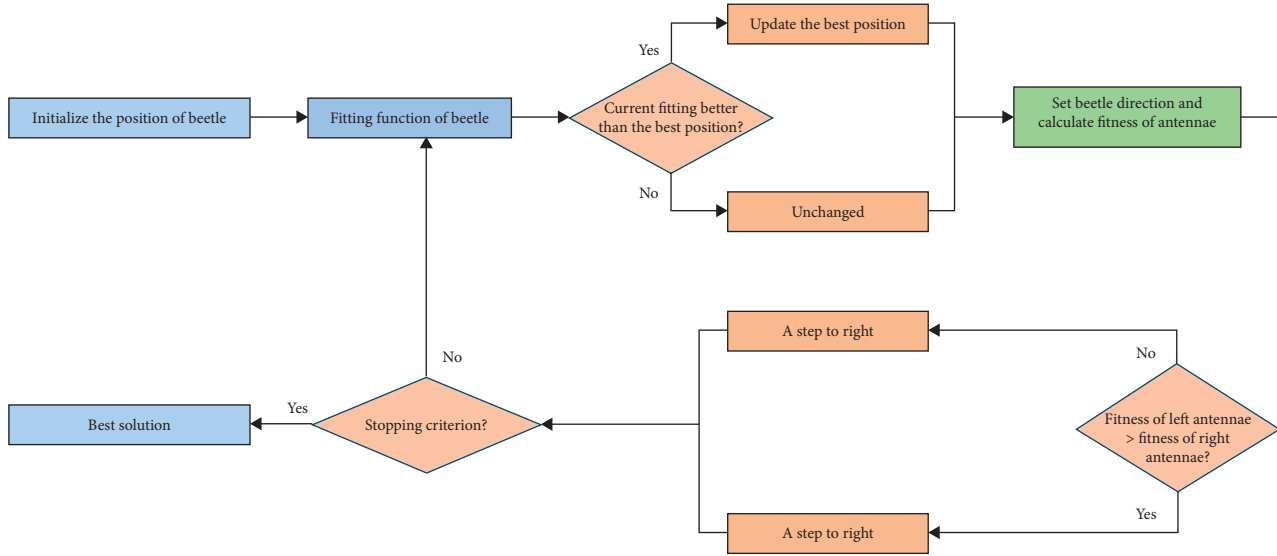 Initialize the position of beetle
Fitting function of beetle
Current fitting better
than the best position?
Yes
Update the best position
No
Unchanged
Set beetle direction and
calculate fitness of antennae
Fitness of left antennae
> fitness of right
antennae?
No
A step to right
Yes
A step to right
Stopping criterion?
No
Yes
Best solution